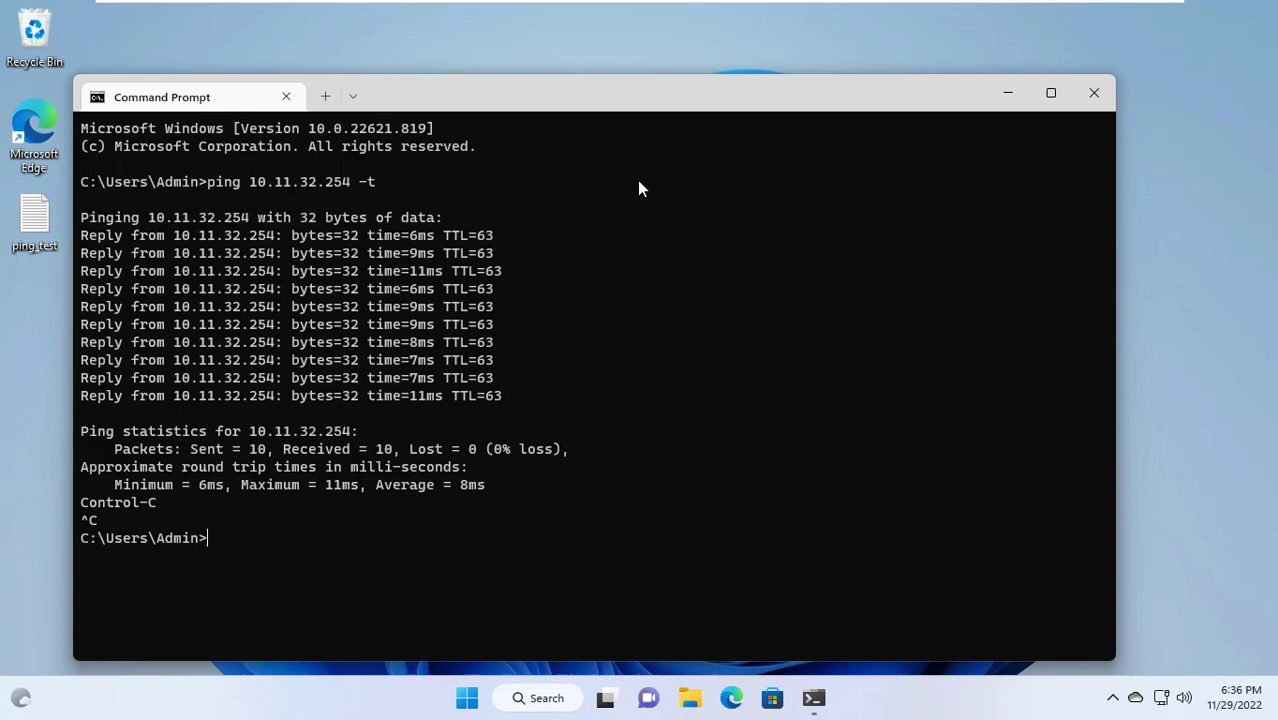 Recycle Bin
Microsoft
Edge
ping_test
Command Prompt
Microsoft Windows [Version 10.0.22621.819]
(c) Microsoft Corporation. All rights reserved.
C:\Users\Admin>ping 10.11.32.254 -t
Pinging 10.11.32.254 with 32 bytes of data:
Reply from 10.11.32.254: bytes=32 time=6ms TTL=63
Reply from 10.11.32.254: bytes=32 time=9ms TTL=63
Reply from 10.11.32.254: bytes=32 time=11ms TTL=63
Reply from 10.11.32.254: bytes=32 time=6ms TTL=63
Reply from 10.11.32.254: bytes=32 time=9ms TTL=63
Reply from 10.11.32.254: bytes=32 time=9ms TTL=63
Reply from 10.11.32.254: bytes=32 time=8ms TTL=63
Reply from 10.11.32.254: bytes=32 time=7ms TTL=63
Reply from 10.11.32.254: bytes=32 time=7ms TTL=63
Reply from 10.11.32.254: bytes=32 time=11ms TTL=63
Ping statistics for 10.11.32.254:
    Packets: Sent = 10, Received = 10, Lost = 0 (0% loss),
Approximate round trip times in milli-seconds:
    Minimum = 6ms, Maximum = 11ms, Average = 8ms
Control-C
^C
C:\Users\Admin>
Search
6:36 PM
11/29/2022